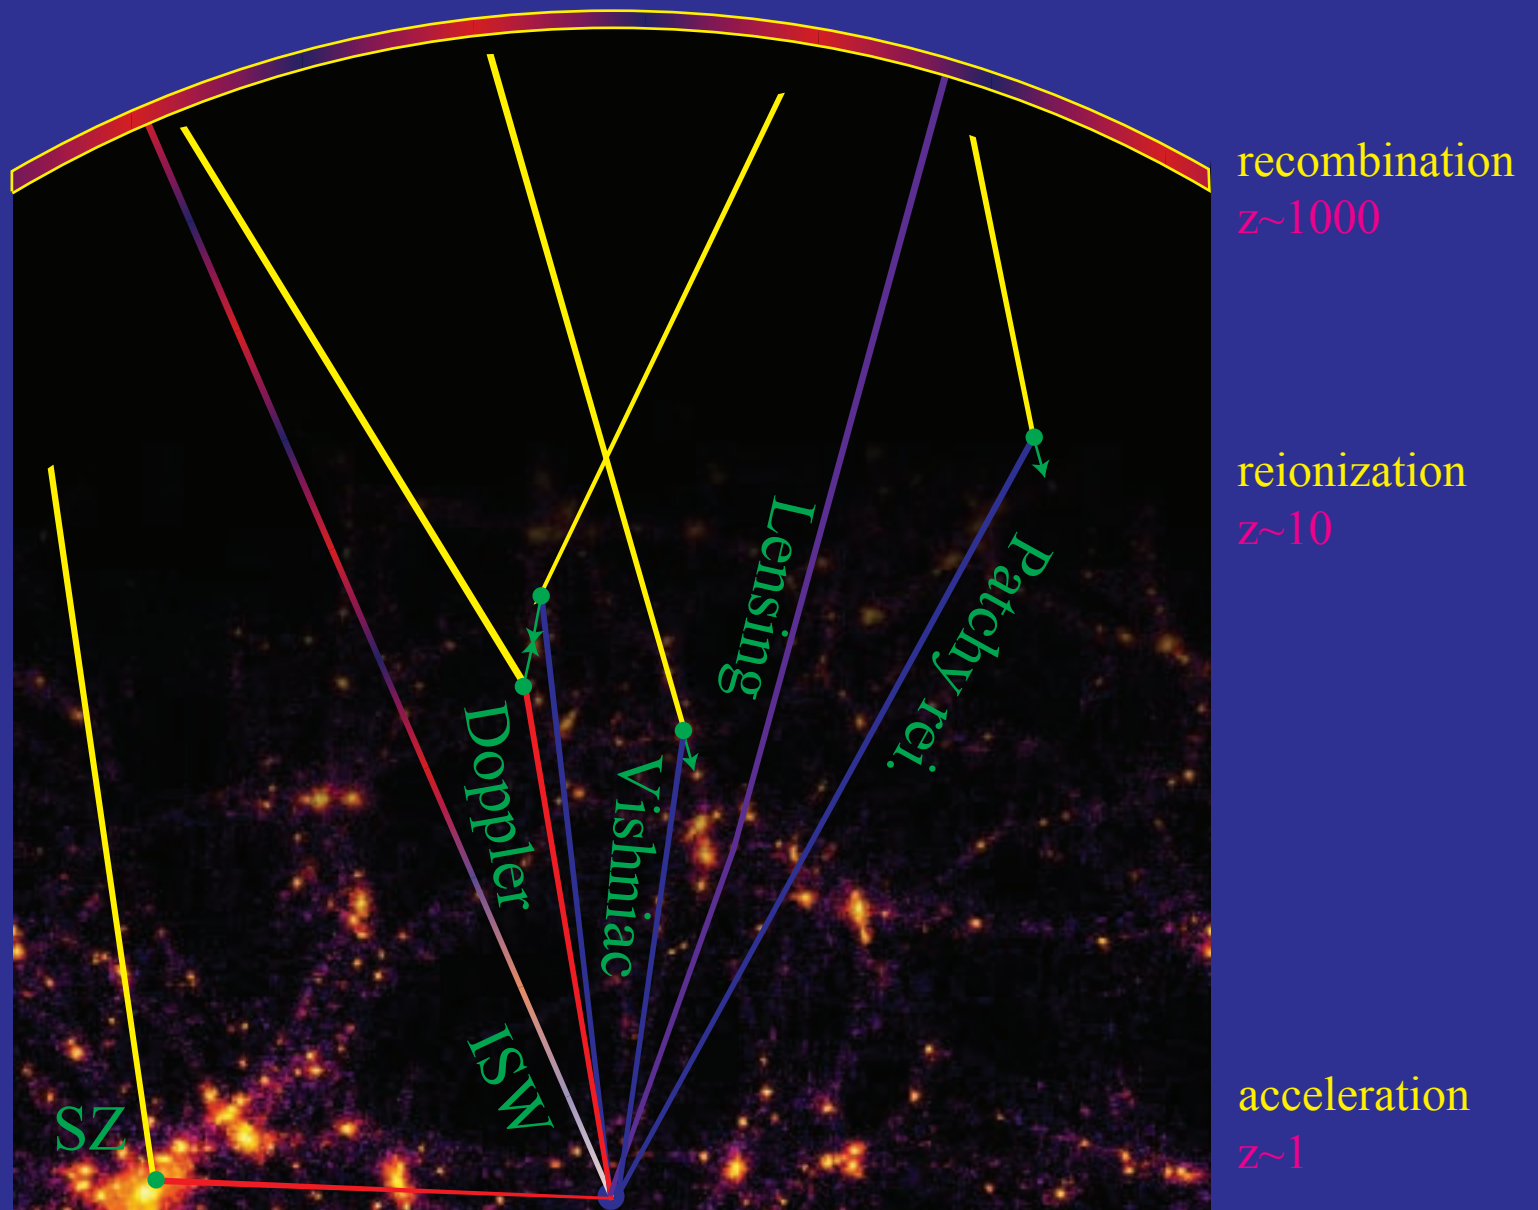 recombination
z~1000
reionization
z~10
Lensing
Patchy rei.
Doppler
Vishniac
ISW
SZ
acceleration
z~1